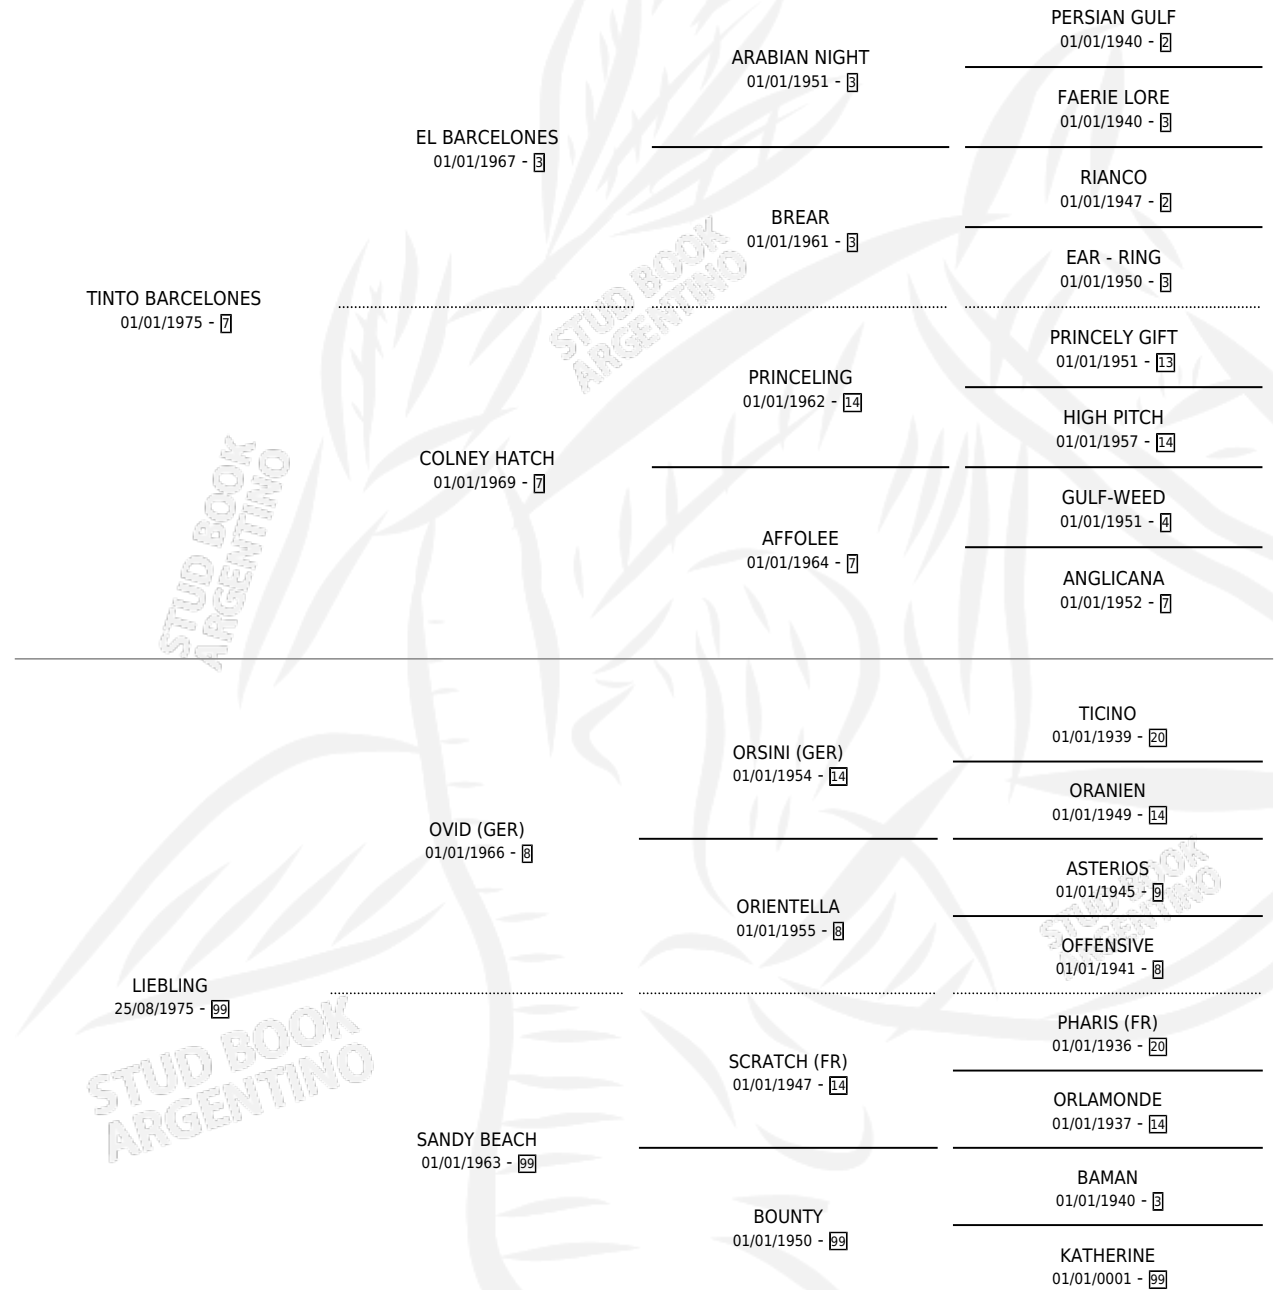 PERSIAN GULF
01/01/1940 - 2
ARABIAN NIGHT
01/01/1951 - 3
FAERIE LORE
01/01/1940 - 3
EL BARCELONES
01/01/1967 - 3
RIANCO
01/01/1947 - 2
BREAR
01/01/1961 - 3
EAR - RING
01/01/1950 - 3
STUD BOOK
ARGENTINO
TINTO BARCELONES
01/01/1975 - 7
PRINCELY GIFT
01/01/1951 - 13
PRINCELING
01/01/1962 - 14
HIGH PITCH
01/01/1957 - 14
COLNEY HATCH
01/01/1969 - 7
GULF-WEED
01/01/1951 - 4
AFFOLEE
01/01/1964 - 7
ANGLICANA
01/01/1952 - 7
STUD BOOK
ARGENTINO
TICINO
01/01/1939 - 20
ORSINI (GER)
01/01/1954 - 14
ORANIEN
01/01/1949 - 14
OVID (GER)
01/01/1966 - 8
ASTERIOS
01/01/1945 - 9
ORIENTELLA
01/01/1955 - 8
OFFENSIVE
01/01/1941 - 8
STUD BOOK
ARGENTINO
LIEBLING
25/08/1975 - 99
PHARIS (FR)
01/01/1936 - 20
SCRATCH (FR)
01/01/1947 - 14
ORLAMONDE
01/01/1937 - 14
STUD BOOK
ARGENTINO
SANDY BEACH
01/01/1963 - 99
BAMAN
01/01/1940 - 3
BOUNTY
01/01/1950 - 99
KATHERINE
01/01/0001 - 99